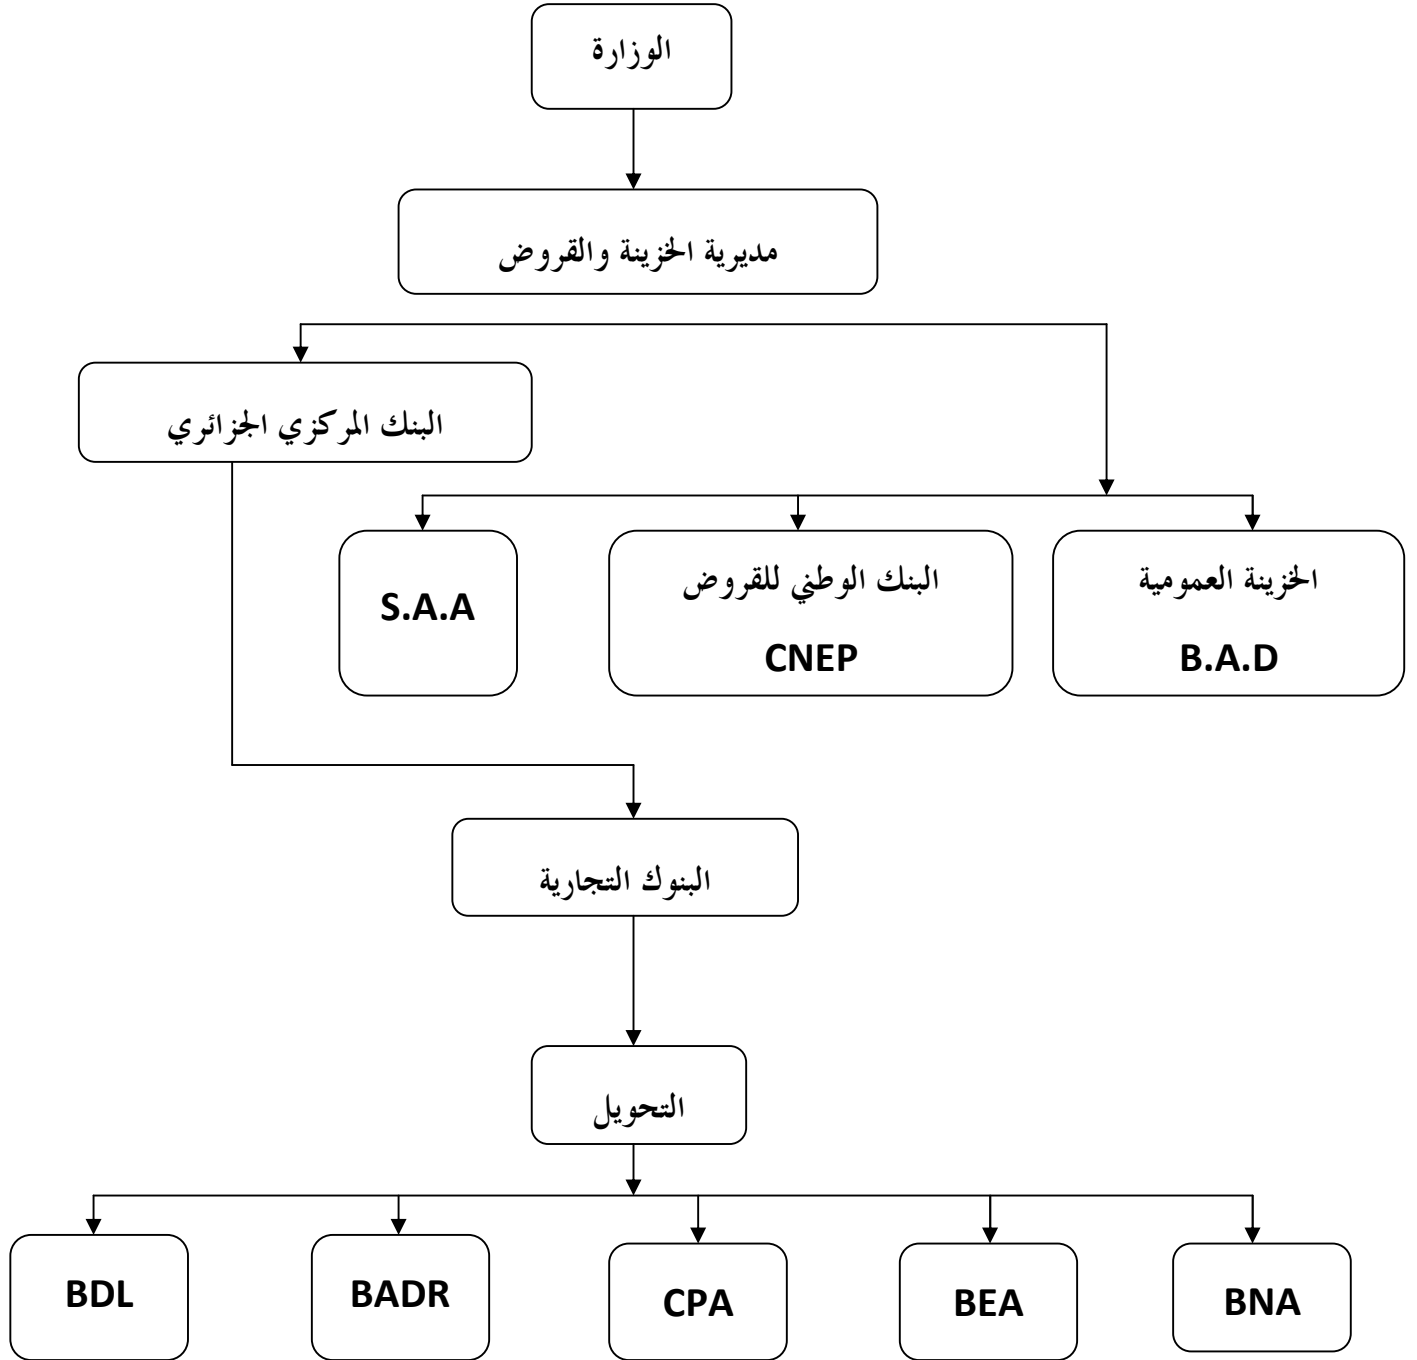 الوزارة
مديرية الخزينة والقروض
البنك المركزي الجزائري
الخزينة العمومية
B.A.D
البنك الوطني للقروض
CNEP
S.A.A
البنوك التجارية
التحويل
BNA
BEA
CPA
BADR
BDL